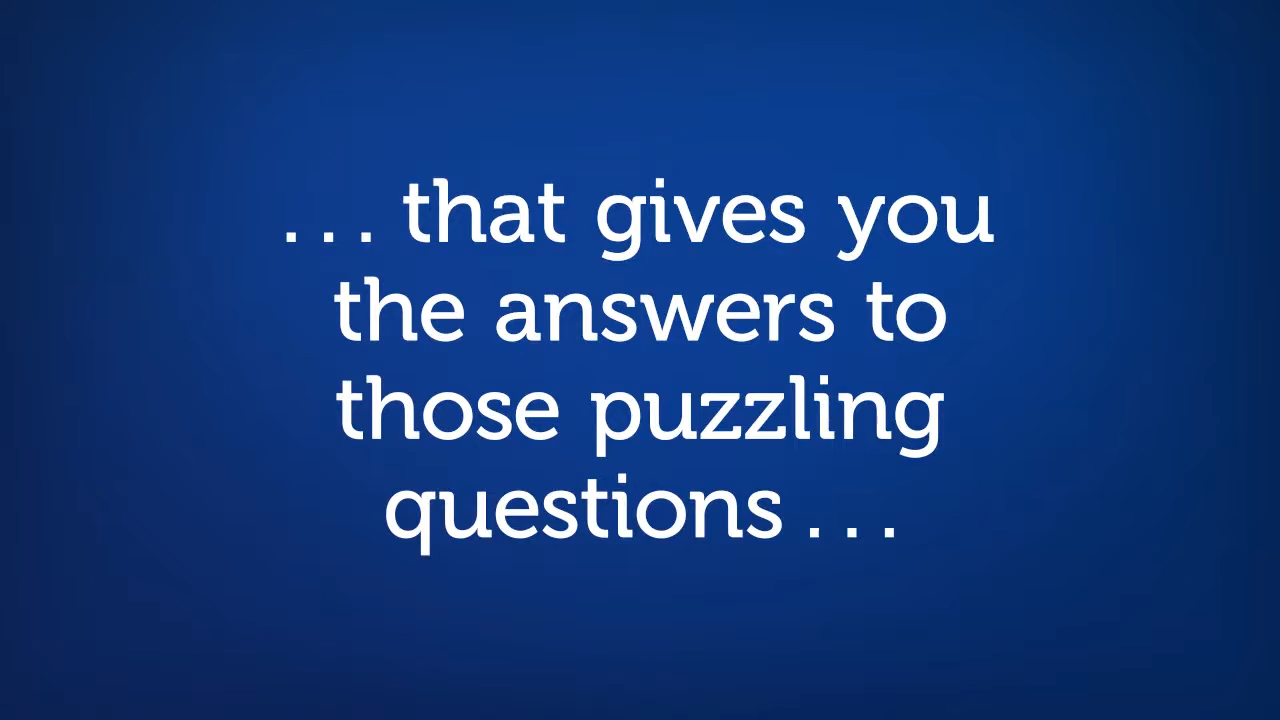 ... that gives you
the answers to
those puzzling
questions ...